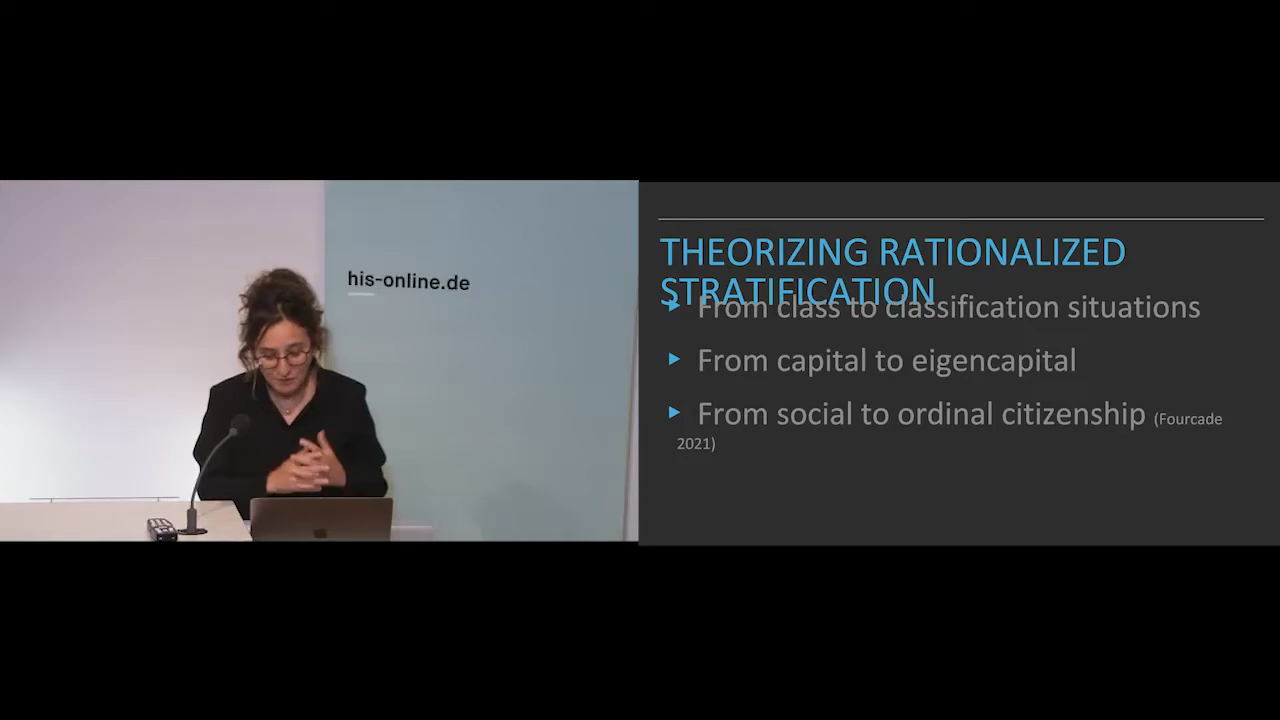 his-online.de
THEORIZING RATIONALIZED
STRATIFICATION
From class to classification situations
From capital to eigencapital
From social to ordinal citizenship (Fourcade
2021)